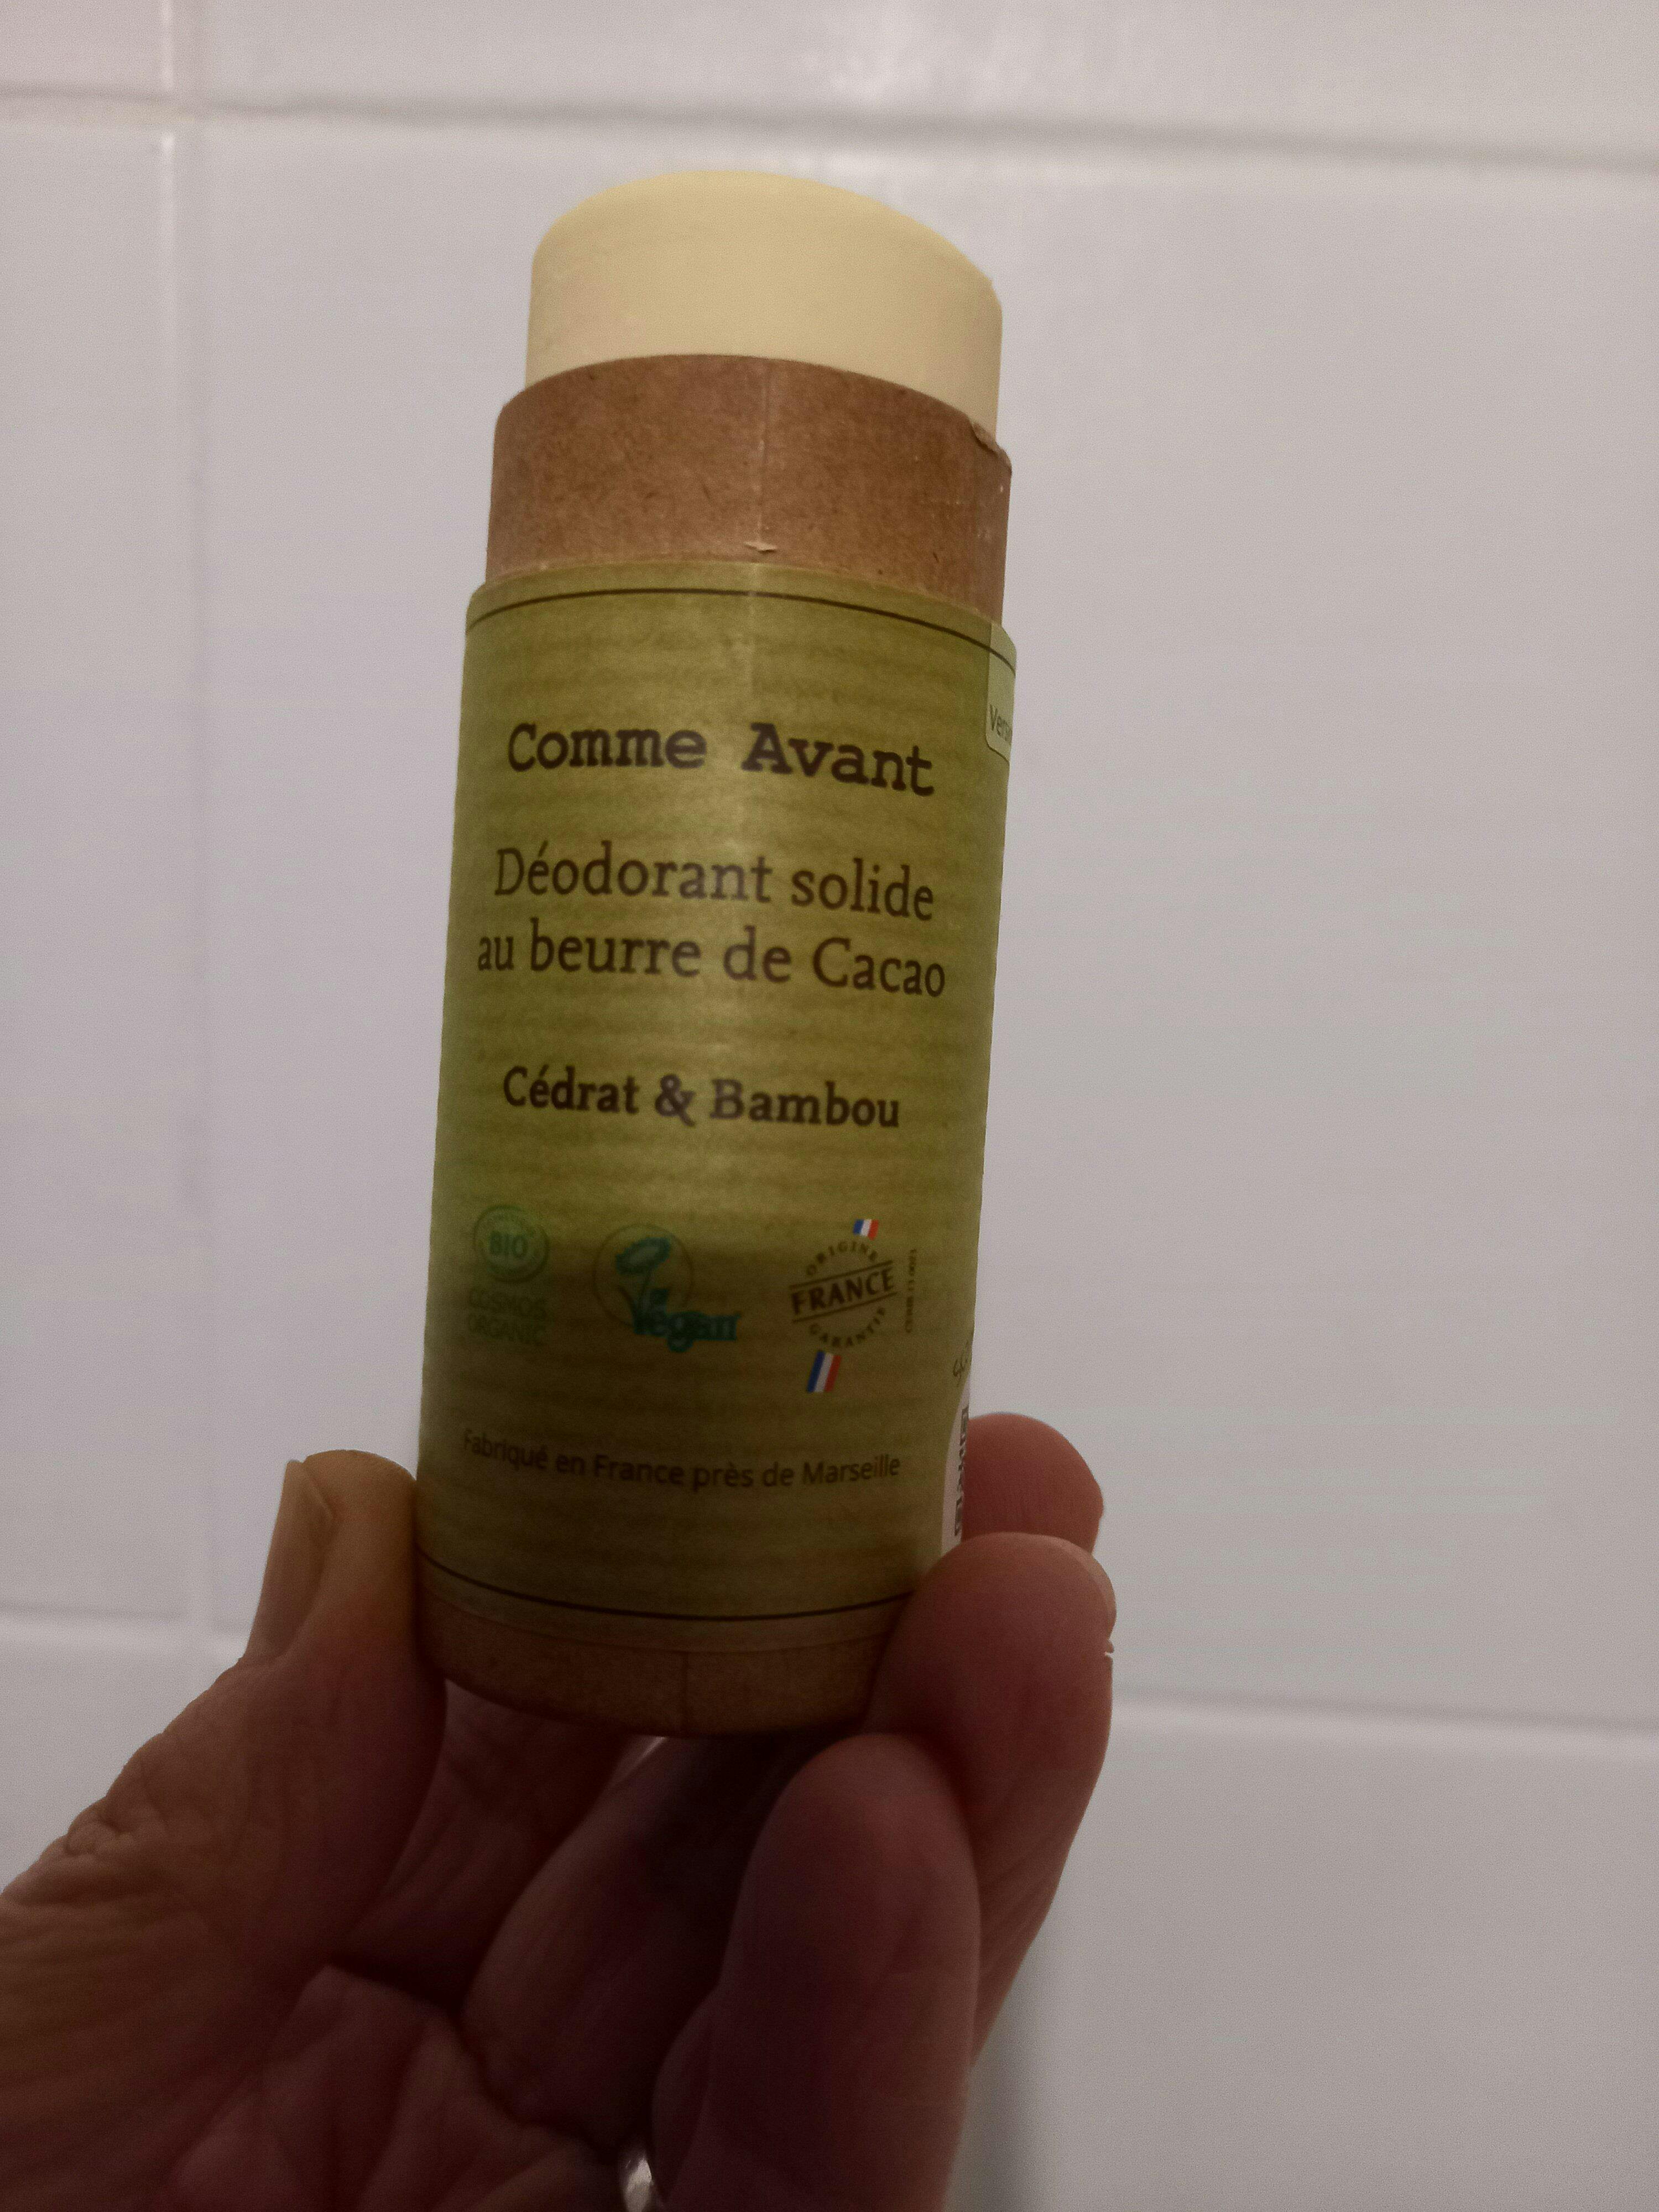 Comme Avant
Déodorant solide
au beurre de Cacao
Cédrat & Bambou
BIO
COSMOS
ORGANIC
Vegan
ORIGINE
FRANCE
GARANTIE
Fabriqué en France près de Marseille